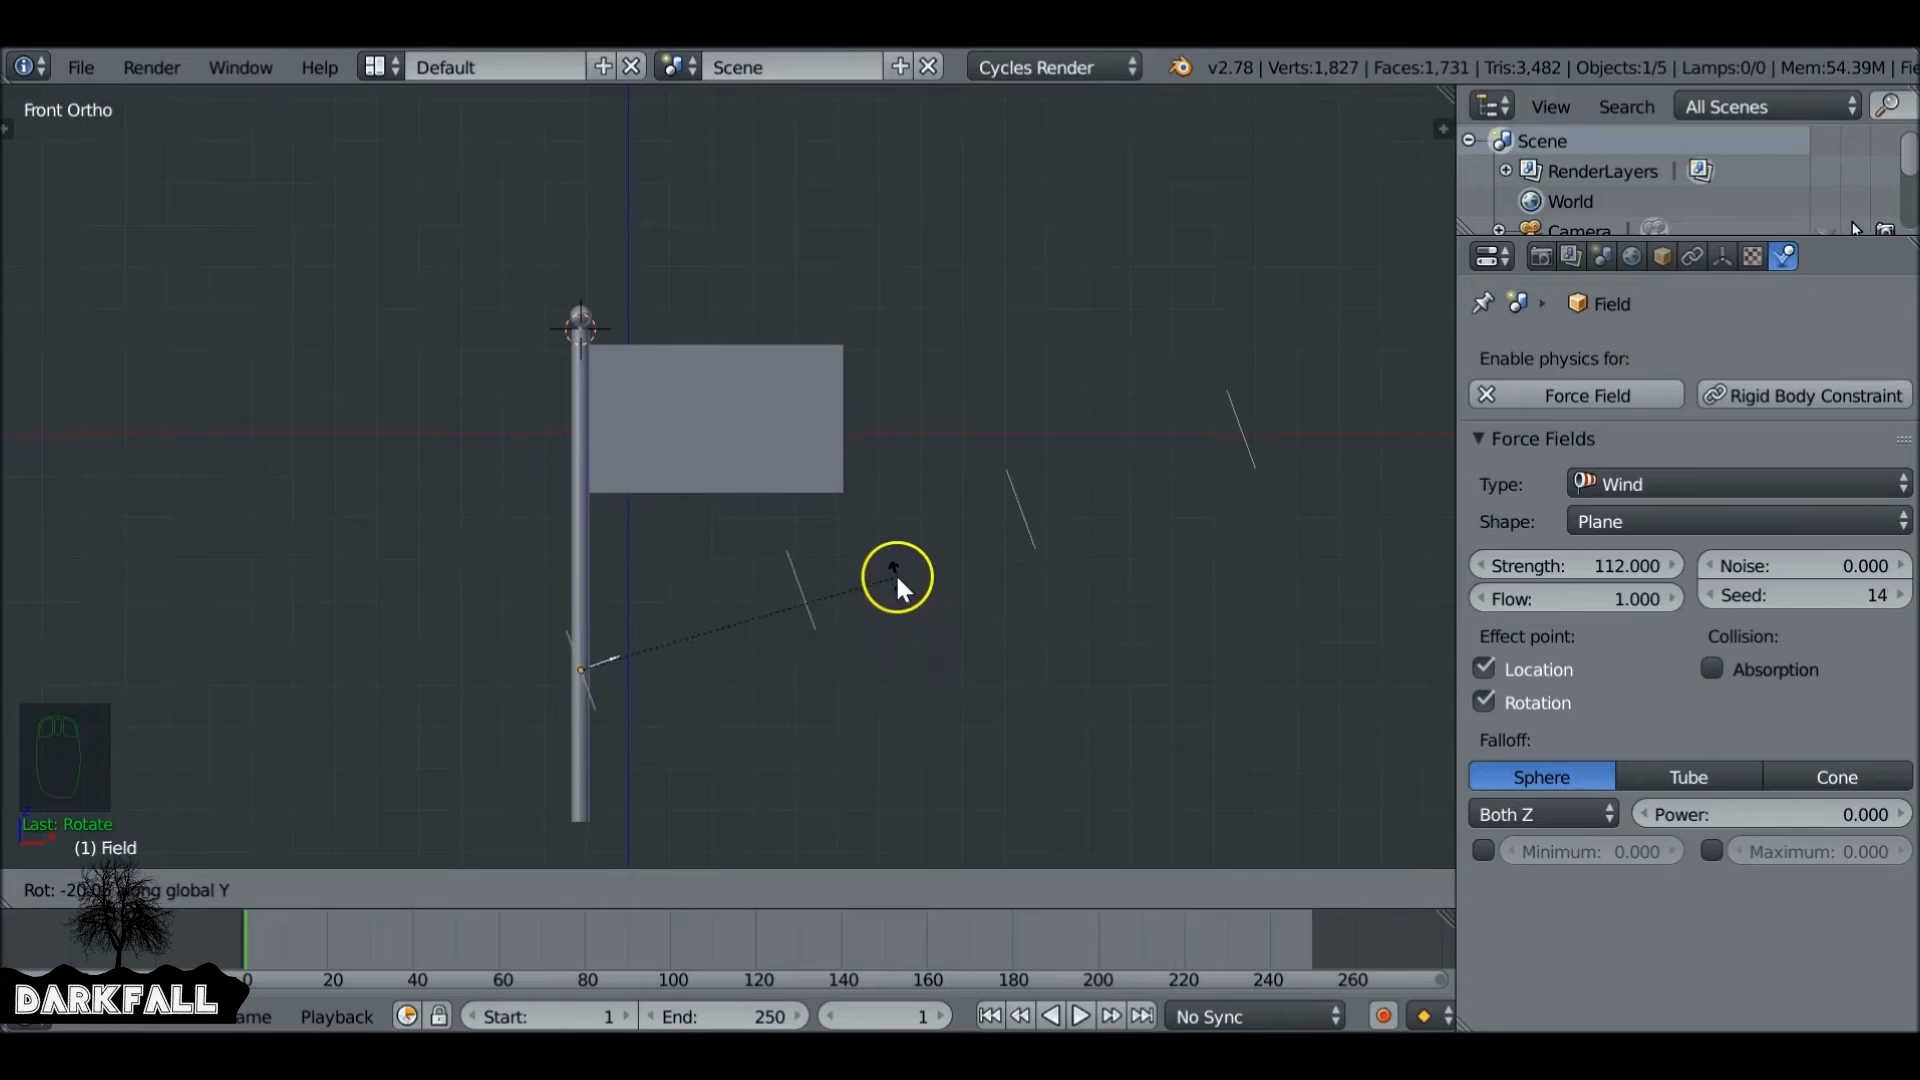 File Render Window Help Default Scene Cycles Render v2.78 | Verts:1,827 | Faces:1,731 | Tris:3,482 | Objects:1/5 | Lamps:0/0 | Mem:54.39M | Fie
Front Ortho
View Search All Scenes
Scene
RenderLayers
World
Camera
Field
Enable physics for:
Force Field Rigid Body Constraint
Force Fields
Type: Wind
Shape: Plane
Strength: 112.000 Noise: 0.000
Flow: 1.000 Seed: 14
Effect point: Collision:
Location Absorption
Rotation
Falloff:
Sphere Tube Cone
Both Z Power: 0.000
Minimum: 0.000 Maximum: 0.000
Last: Rotate
(1) Field
Rot: along global Y
0 20 40 60 80 100 120 140 160 180 200 220 240 260
DARKFALL
Playback Start: 1 End: 250 1 No Sync